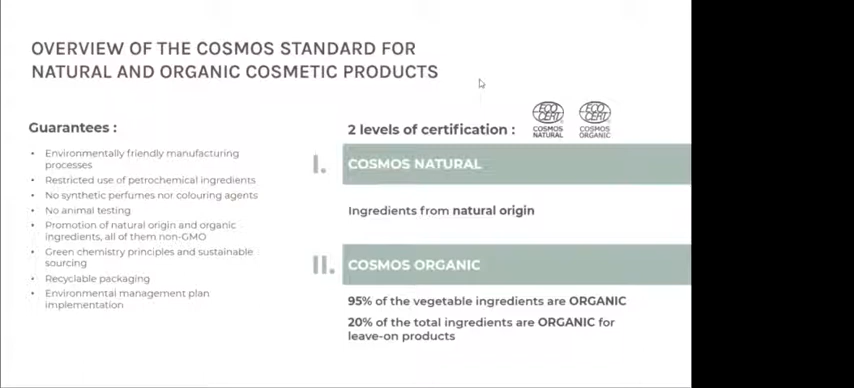 OVERVIEW OF THE COSMOS STANDARD FOR
NATURAL AND ORGANIC COSMETIC PRODUCTS
Guarantees :
• Environmentally friendly manufacturing
processes
• Restricted use of petrochemical ingredients
• No synthetic perfumes nor colouring agents
• No animal testing
• Promotion of natural origin and organic
ingredients, all of them non-GMO
• Green chemistry principles and sustainable
sourcing
• Recyclable packaging
• Environmental management plan
implementation
2 levels of certification :
ECO CERT
COSMOS
NATURAL
ECO CERT
COSMOS
ORGANIC
I. COSMOS NATURAL
Ingredients from natural origin
II. COSMOS ORGANIC
95% of the vegetable ingredients are ORGANIC
20% of the total ingredients are ORGANIC for
leave-on products